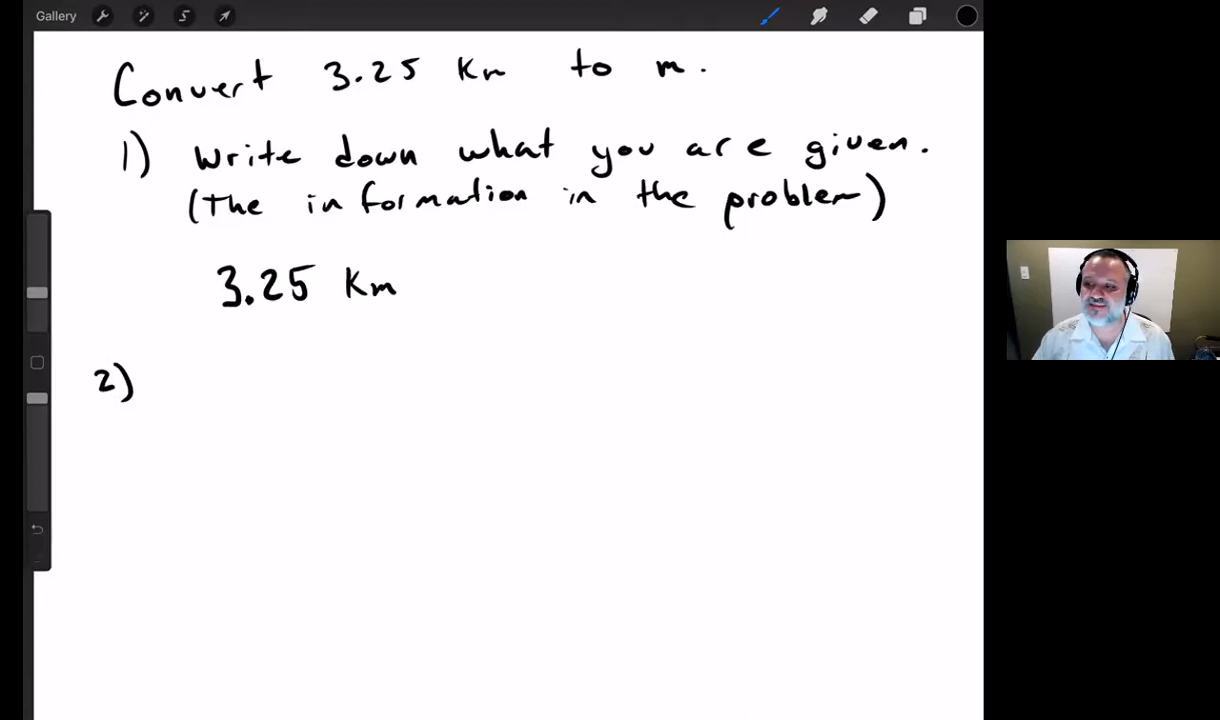 Gallery
Convert 3.25 Km to m.
1) Write down what you are given.
(The information in the problem)
3.25 Km
2)